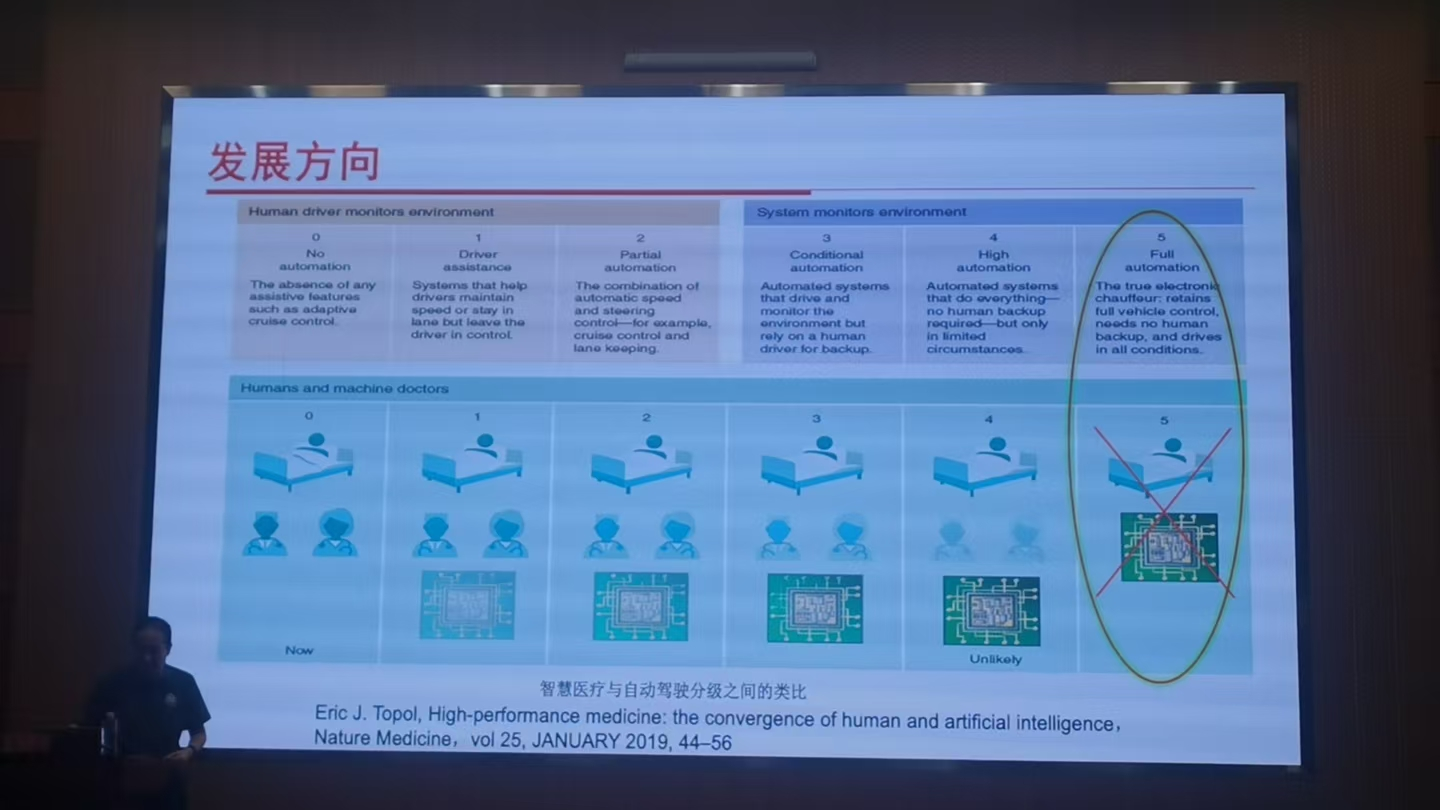 发展方向
Human driver monitors environment
System monitors environment
0
No
automation
The absence of any
assistive features
such as adaptive
cruise control.
1
Driver
assistance
Systems that help
drivers maintain
speed or stay in
lane but leave the
driver in control.
2
Partial
automation
The combination of
automatic speed
and steering
control—for example,
cruise control and
lane keeping.
3
Conditional
automation
Automated systems
that drive and
monitor the
environment but
rely on a human
driver for backup.
4
High
automation
Automated systems
that do everything—
no human backup
required—but only
in limited
circumstances.
5
Full
automation
The true electronic
chauffeur: retains
full vehicle control,
needs no human
backup, and drives
in all conditions.
Humans and machine doctors
0
1
2
3
4
5
Now
Unlikely
智慧医疗与自动驾驶分级之间的类比
Eric J. Topol, High-performance medicine: the convergence of human and artificial intelligence，
Nature Medicine，vol 25, JANUARY 2019, 44–56